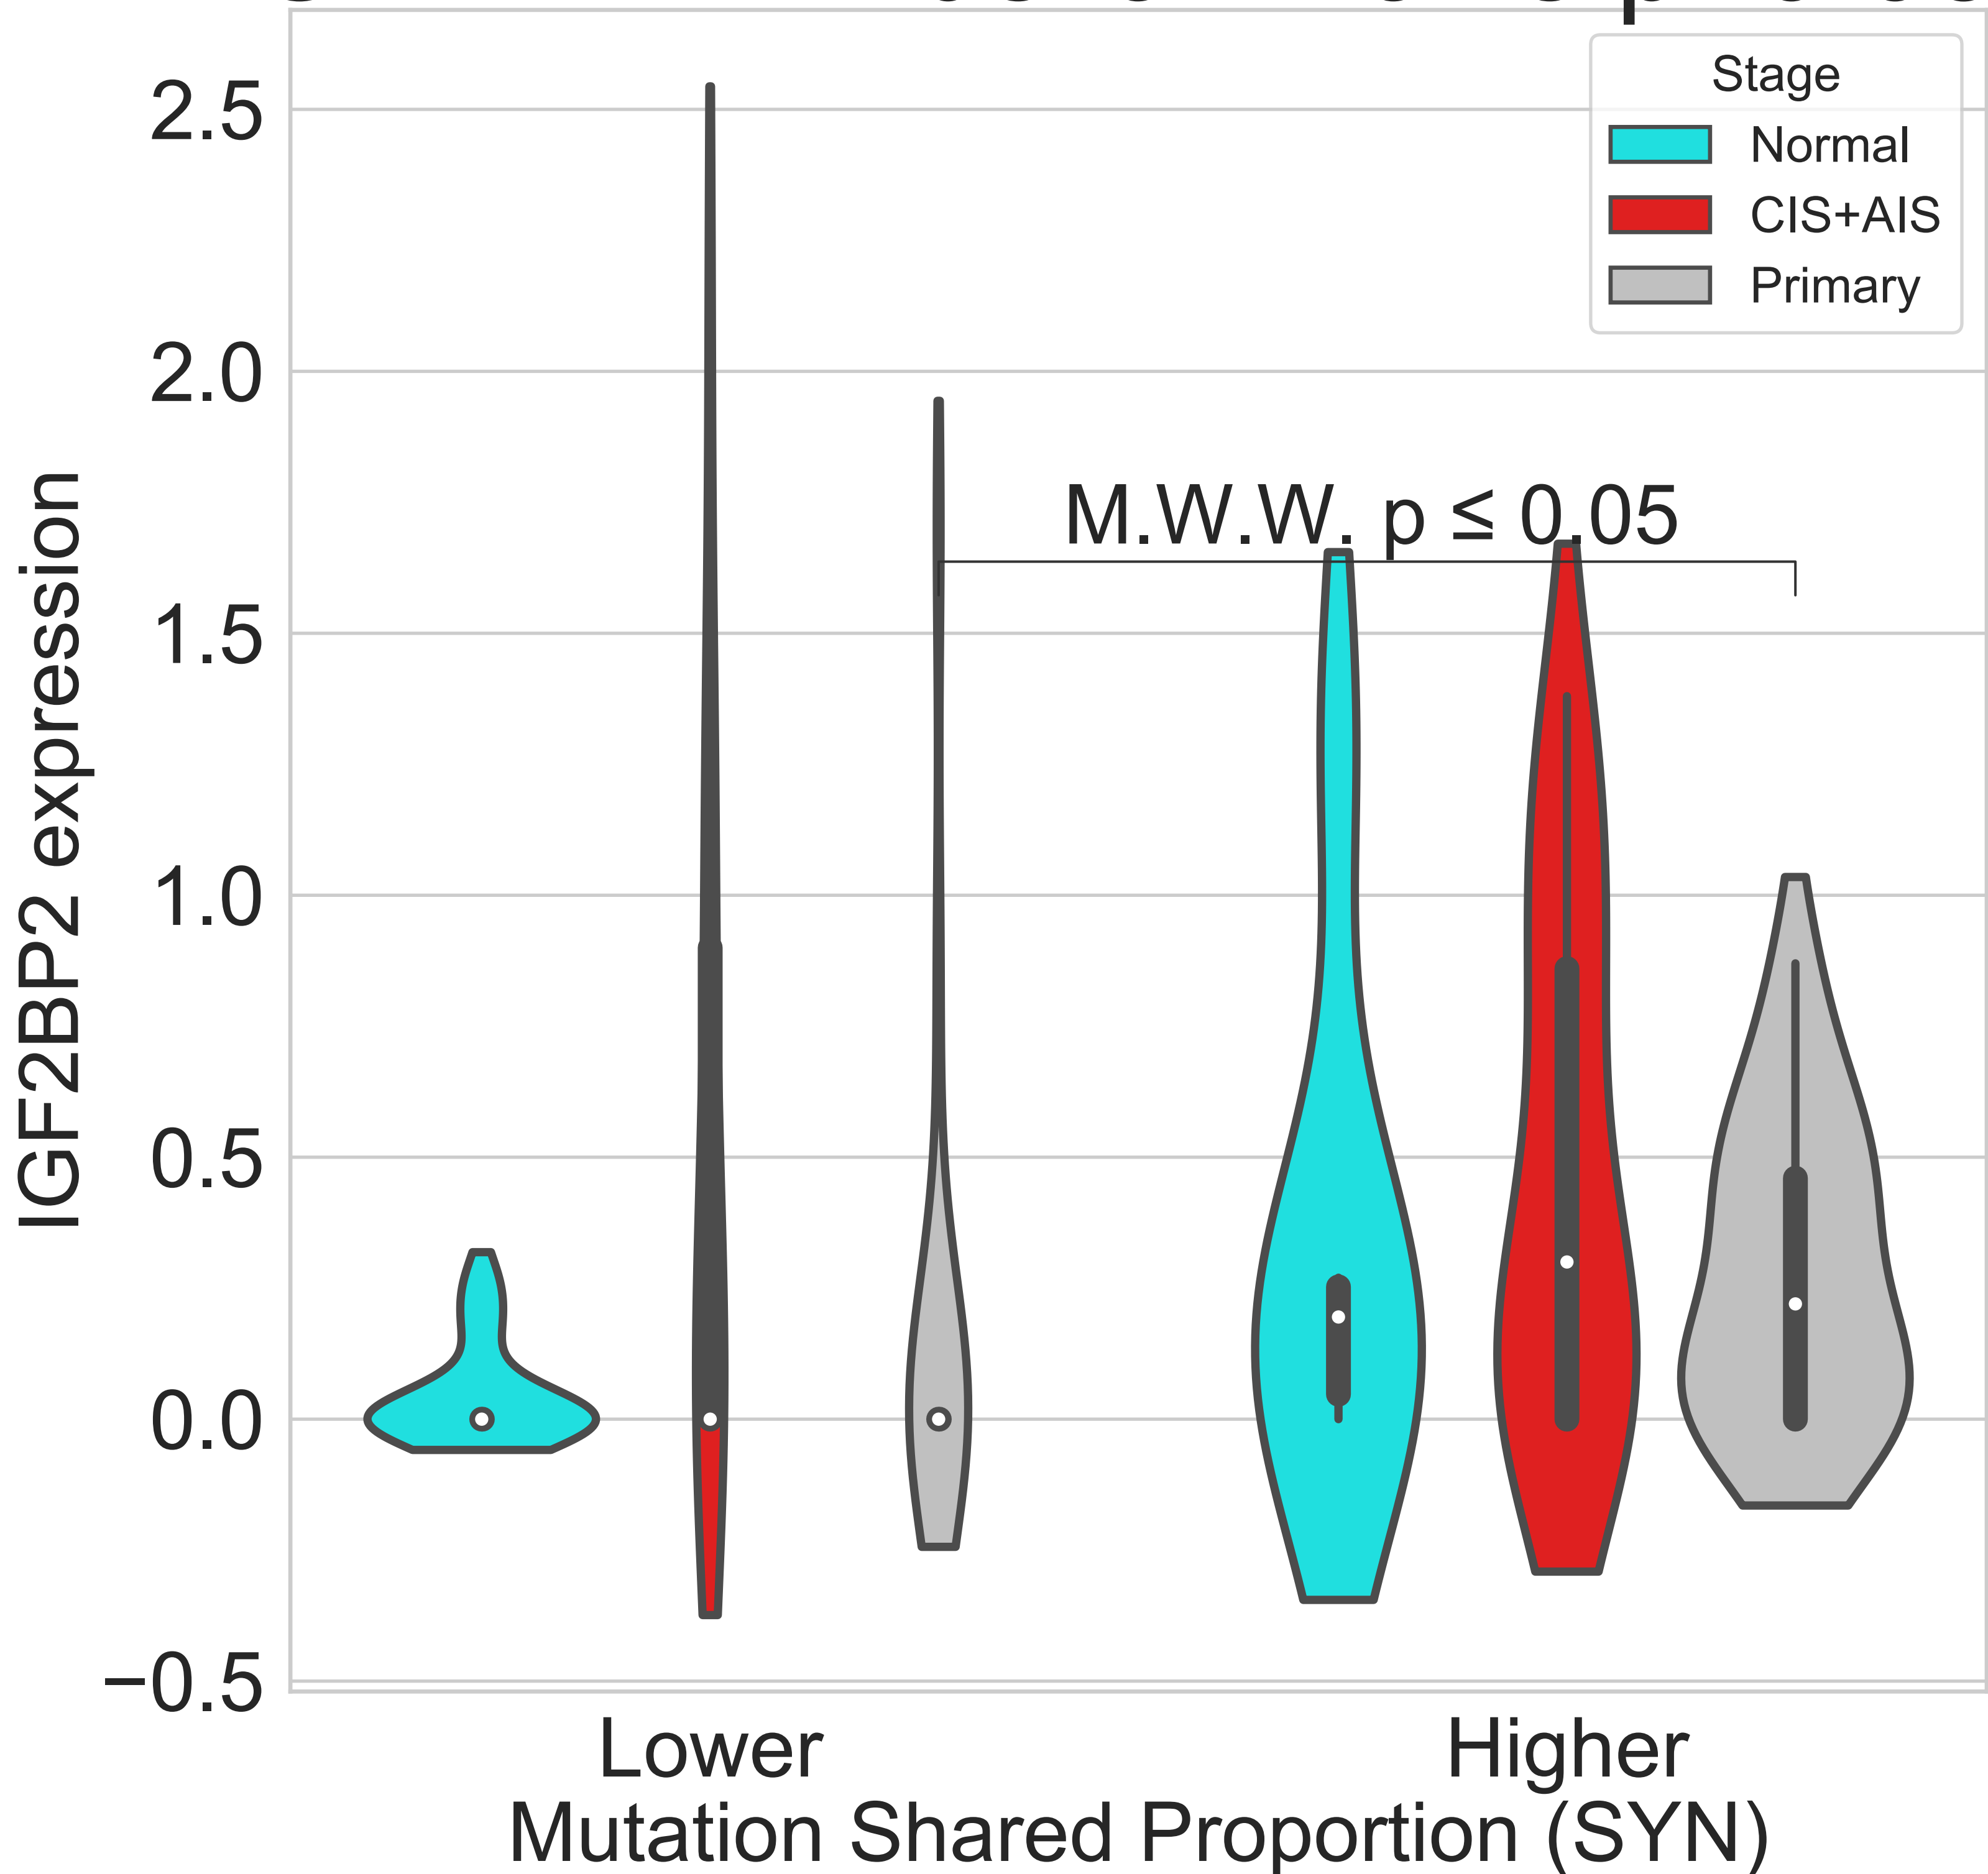 Stage
Normal
CIS+AIS
Primary
2.5
2.0
1.5
1.0
0.5
0.0
−0.5
IGF2BP2 expression
M.W.W. p ≤ 0.05
Lower
Higher
Mutation Shared Proportion (SYN)